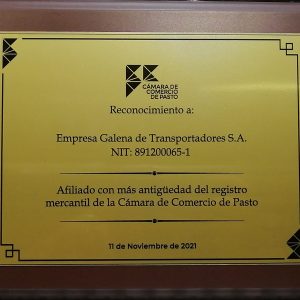 CÁMARA DE
COMERCIO
DE PASTO
Reconocimiento a:
Empresa Galena de Transportadores S.A.
NIT: 891200065-1
Afiliado con más antigüedad del registro
mercantil de la Cámara de Comercio de Pasto
11 de Noviembre de 2021